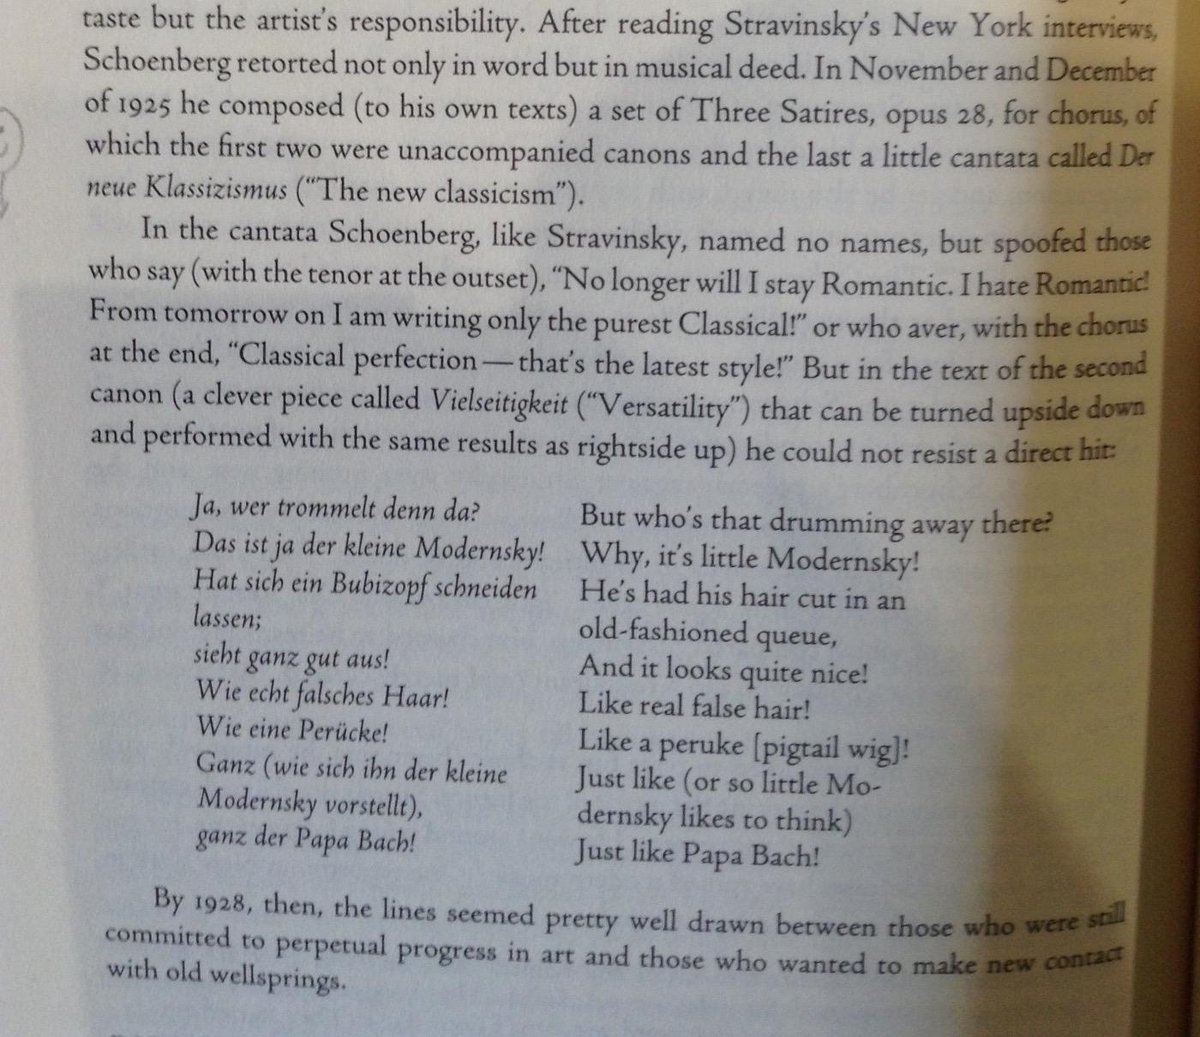 taste but the artist's responsibility. After reading Stravinsky's New York interviews,
Schoenberg retorted not only in word but in musical deed. In November and December
of 1925 he composed (to his own texts) a set of Three Satires, opus 28, for chorus, of
which the first two were unaccompanied canons and the last a little cantata called Der
neue Klassizismus (“The new classicism”).
In the cantata Schoenberg, like Stravinsky, named no names, but spoofed those
who say (with the tenor at the outset), “No longer will I stay Romantic. I hate Romantic!
From tomorrow on I am writing only the purest Classical!” or who aver, with the chorus
at the end, “Classical perfection—that's the latest style!” But in the text of the second
canon (a clever piece called Vielseitigkeit (“Versatility”) that can be turned upside down
and performed with the same results as rightside up) he could not resist a direct hit:
Ja, wer trommelt denn da?
Das ist ja der kleine Modernsky!
Hat sich ein Bubizopf schneiden
lassen;
sieht ganz gut aus!
Wie echt falsches Haar!
Wie eine Perücke!
Ganz (wie sich ihn der kleine
Modernsky vorstellt),
ganz der Papa Bach!
But who's that drumming away there?
Why, it's little Modernsky!
He's had his hair cut in an
old-fashioned queue,
And it looks quite nice!
Like real false hair!
Like a peruke [pigtail wig]!
Just like (or so little Mo-
dernsky likes to think)
Just like Papa Bach!
By 1928, then, the lines seemed pretty well drawn between those who were still
committed to perpetual progress in art and those who wanted to make new contact
with old wellsprings.